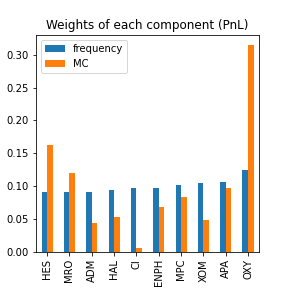 Weights of each component (PnL)
frequency
MC
0.30
0.25
0.20
0.15
0.10
0.05
0.00
HES
MRO
ADM
HAL
CI
ENPH
MPC
XOM
APA
OXY